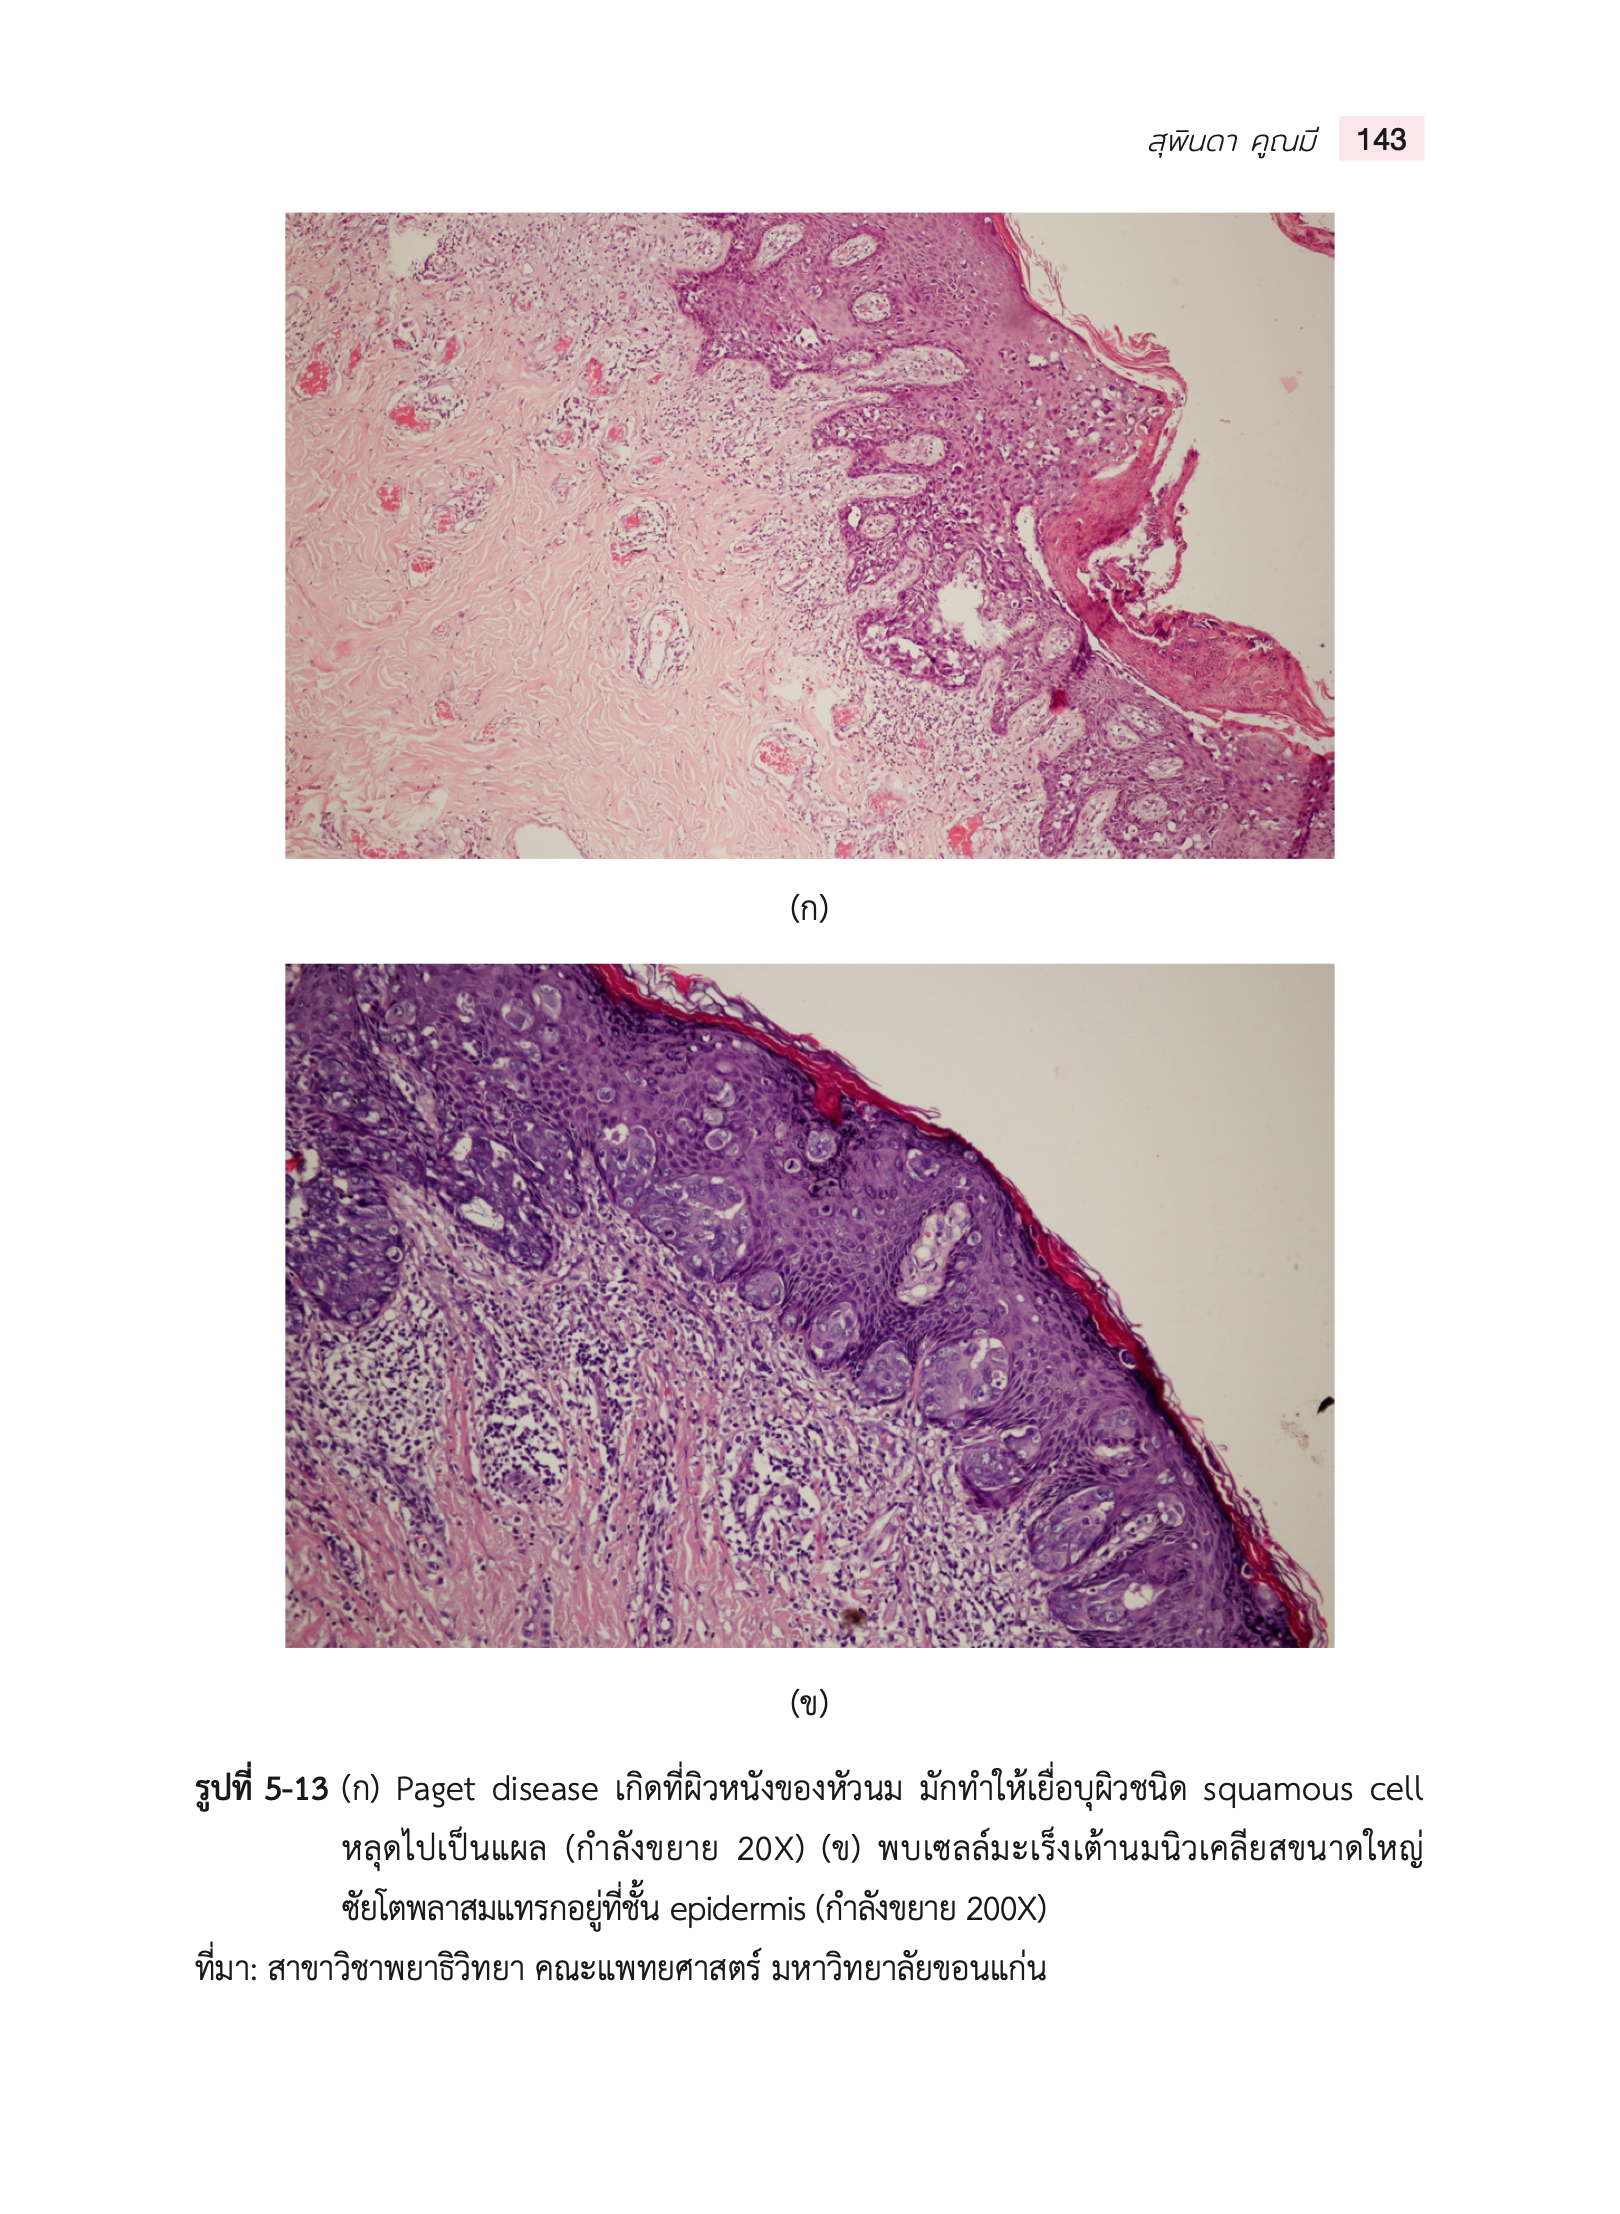 สุพินดา คูณมี 143
(ก)
(ข)
รูปที่ 5-13 (ก) Paget disease เกิดที่ผิวหนังของหัวนม มักทำให้เยื่อบุผิวชนิด squamous cell
หลุดไปเป็นแผล (กำลังขยาย 20X) (ข) พบเซลล์มะเร็งเต้านมนิวเคลียสขนาดใหญ่
ซัยโตพลาสมแทรกอยู่ที่ชั้น epidermis (กำลังขยาย 200X)
ที่มา: สาขาวิชาพยาธิวิทยา คณะแพทยศาสตร์ มหาวิทยาลัยขอนแก่น